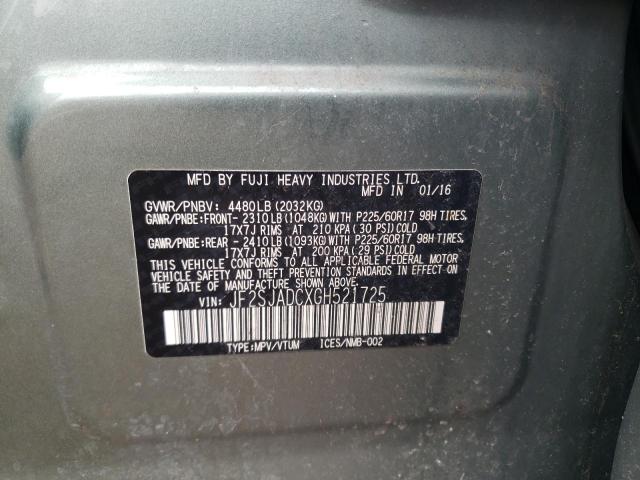 MFD BY FUJI HEAVY INDUSTRIES LTD.
MFD IN 01/16
GVWR/PNBV: 4480LB(2032KG)
GAWR/PNBE:FRONT-2310LB(1048KG)WITH P225/60R17 98H TIRES,
17X7J RIMS AT 210 KPA(30 PSI)COLD
GAWR/PNBE:REAR -2410LB(1093KG)WITH P225/60R17 98H TIRES,
17X7J RIMS AT 200 KPA(29 PSI)COLD
THIS VEHICLE CONFORMS TO ALL APPLICABLE FEDERAL MOTOR
VEHICLE SAFETY AND THEFT PREVENTION STANDARDS IN EFFECT ON
THE DATE OF MANUFACTURE SHOWN ABOVE.
VIN: JF2SJADCXGH521725
TYPE:MPV/VTUM ICES/NMB-002